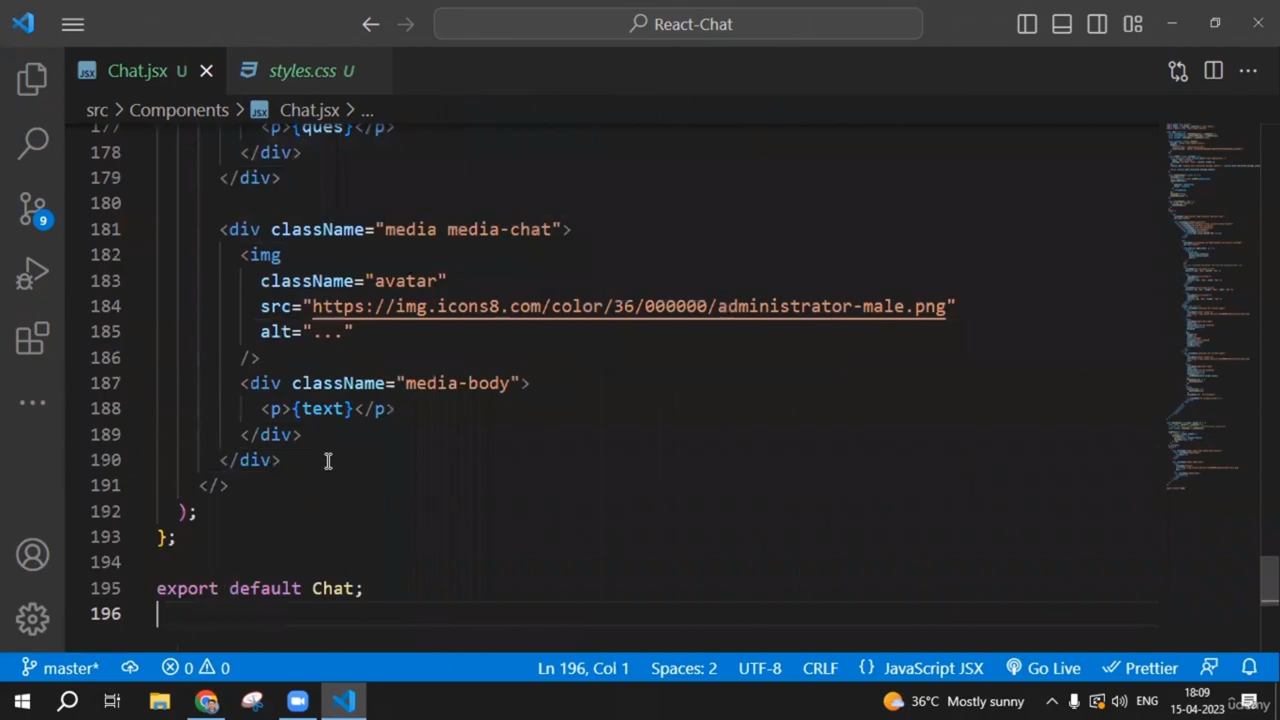 React-Chat
Chat.jsx U
styles.css U
src > Components > Chat.jsx > ...
177 <p>{ques}</p>
178 </div>
179 </div>
180
181 <div className="media media-chat">
182 <img
183 className="avatar"
184 src="https://img.icons8.com/color/36/000000/administrator-male.png"
185 alt="..."
186 />
187 <div className="media-body">
188 <p>{text}</p>
189 </div>
190 </div>
191 </>
192 );
193 };
194
195 export default Chat;
196
9
master* 0 0 Ln 196, Col 1 Spaces: 2 UTF-8 CRLF {} JavaScript JSX Go Live Prettier
36°C Mostly sunny ENG 18:09
15-04-2023
udemy